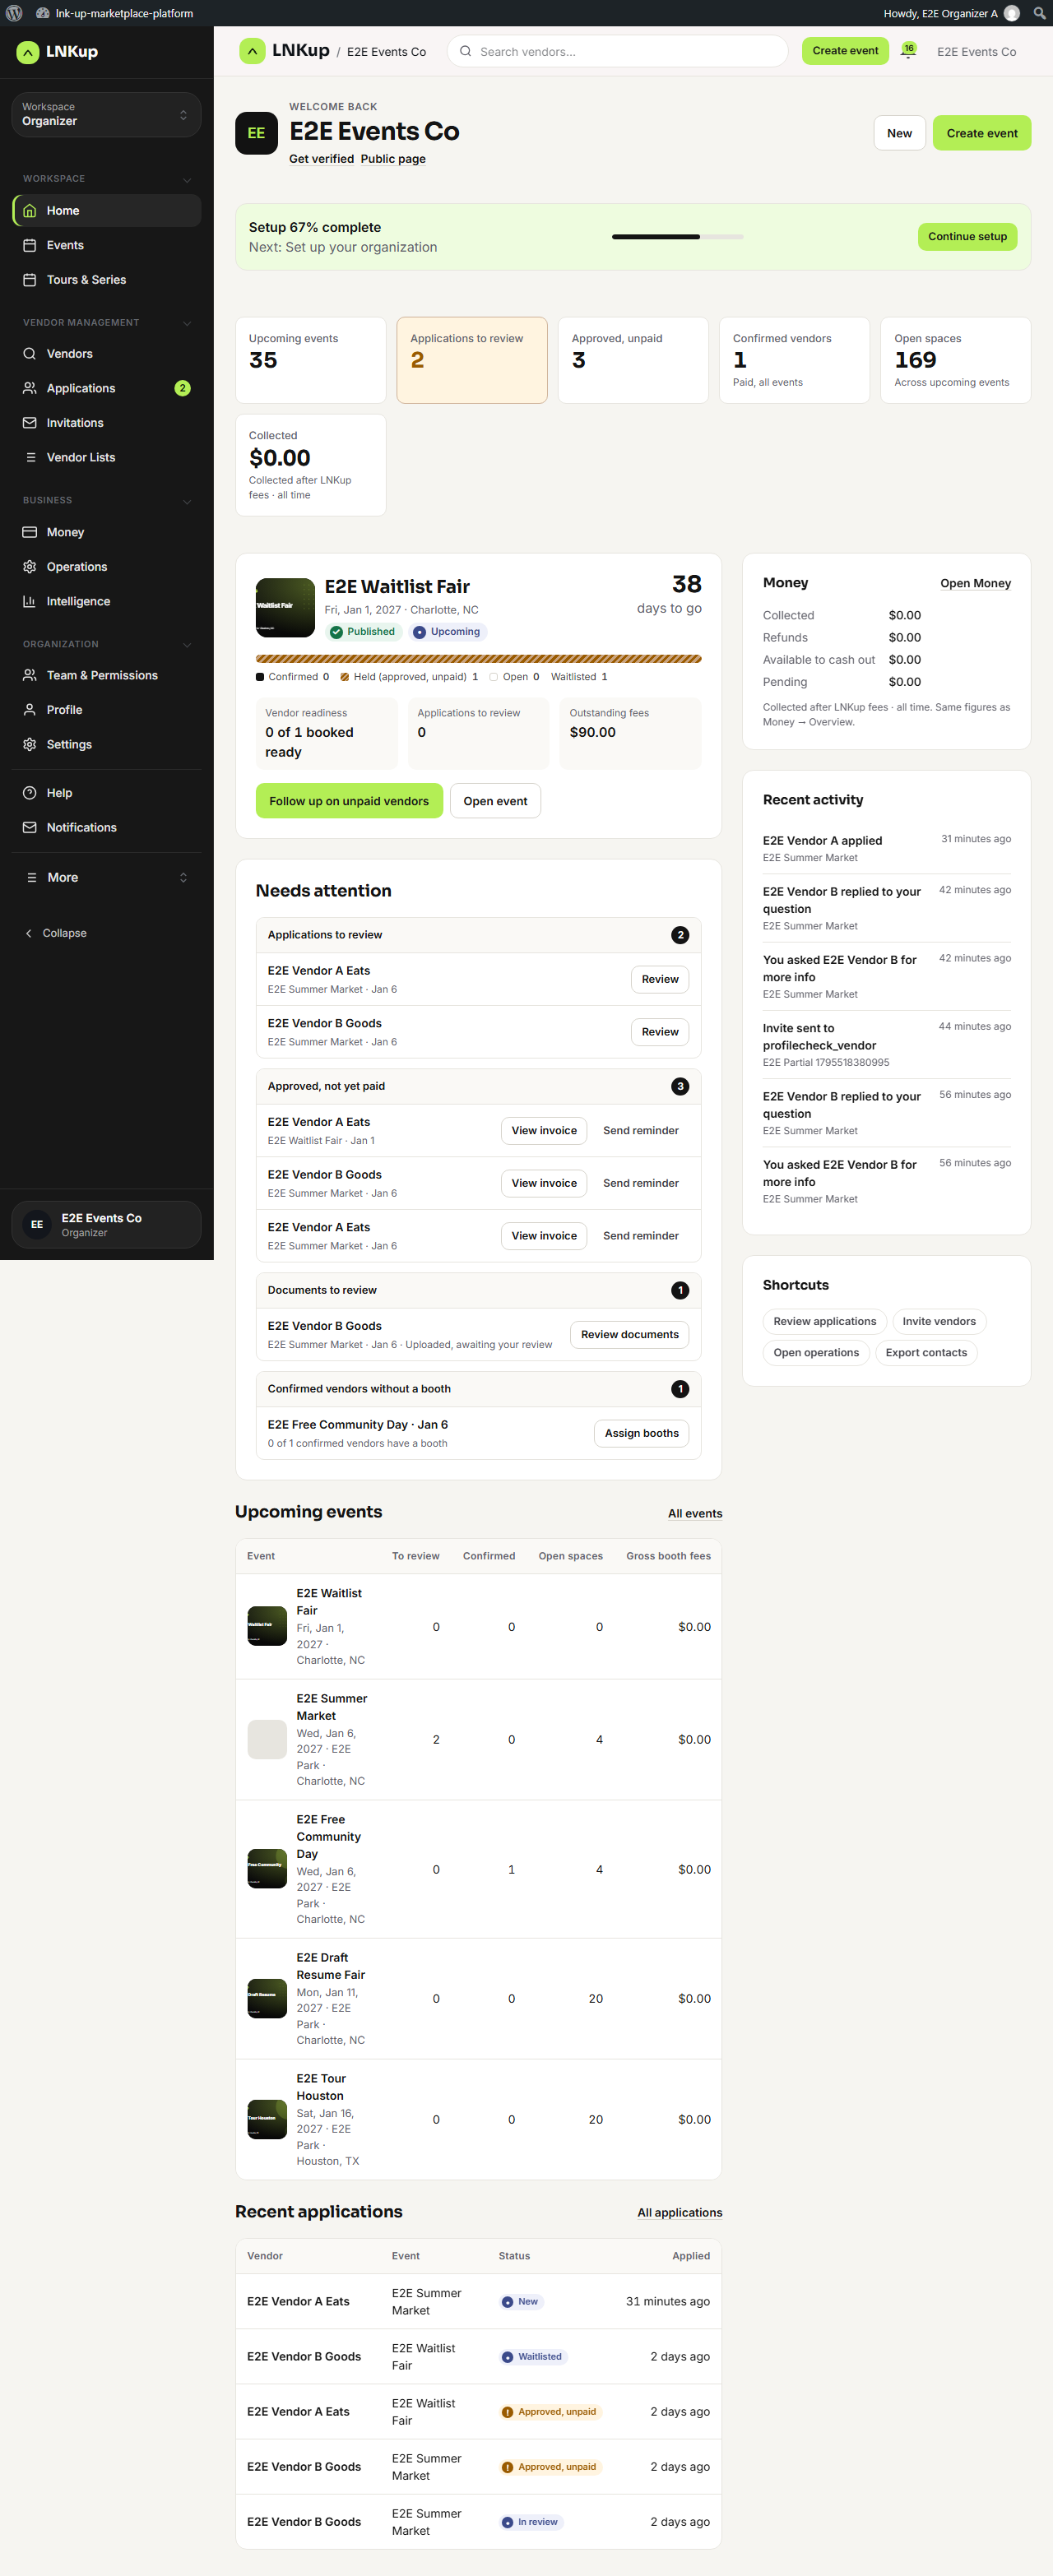 lnk-up-marketplace-platform
Howdy, E2E Organizer A
LNKup
Workspace
Organizer
WORKSPACE
Home
Events
Tours & Series
VENDOR MANAGEMENT
Vendors
Applications 2
Invitations
Vendor Lists
BUSINESS
Money
Operations
Intelligence
ORGANIZATION
Team & Permissions
Profile
Settings
Help
Notifications
More
Collapse
EE
E2E Events Co
Organizer
LNKup / E2E Events Co
Search vendors...
Create event
16
E2E Events Co
EE
WELCOME BACK
E2E Events Co
Get verified Public page
New
Create event
Setup 67% complete
Next: Set up your organization
Continue setup
Upcoming events
35
Applications to review
2
Approved, unpaid
3
Confirmed vendors
1
Paid, all events
Open spaces
169
Across upcoming events
Collected
$0.00
Collected after LNKup
fees · all time
Waitlist Fair
E2E Waitlist Fair
Fri, Jan 1, 2027 · Charlotte, NC
Published Upcoming
38
days to go
Confirmed 0 Held (approved, unpaid) 1 Open 0 Waitlisted 1
Vendor readiness
0 of 1 booked
ready
Applications to review
0
Outstanding fees
$90.00
Follow up on unpaid vendors
Open event
Needs attention
Applications to review 2
E2E Vendor A Eats
E2E Summer Market · Jan 6
Review
E2E Vendor B Goods
E2E Summer Market · Jan 6
Review
Approved, not yet paid 3
E2E Vendor A Eats
E2E Waitlist Fair · Jan 1
View invoice Send reminder
E2E Vendor B Goods
E2E Summer Market · Jan 6
View invoice Send reminder
E2E Vendor A Eats
E2E Summer Market · Jan 6
View invoice Send reminder
Documents to review 1
E2E Vendor B Goods
E2E Summer Market · Jan 6 · Uploaded, awaiting your review
Review documents
Confirmed vendors without a booth 1
E2E Free Community Day · Jan 6
0 of 1 confirmed vendors have a booth
Assign booths
Money
Open Money
Collected $0.00
Refunds $0.00
Available to cash out $0.00
Pending $0.00
Collected after LNKup fees · all time. Same figures as
Money → Overview.
Recent activity
E2E Vendor A applied 31 minutes ago
E2E Summer Market
E2E Vendor B replied to your 42 minutes ago
question
E2E Summer Market
You asked E2E Vendor B for 42 minutes ago
more info
E2E Summer Market
Invite sent to 44 minutes ago
profilecheck_vendor
E2E Partial 1795518380995
E2E Vendor B replied to your 56 minutes ago
question
E2E Summer Market
You asked E2E Vendor B for 56 minutes ago
more info
E2E Summer Market
Shortcuts
Review applications Invite vendors
Open operations Export contacts
Upcoming events
All events
Event To review Confirmed Open spaces Gross booth fees
Waitlist Fair
E2E Waitlist
Fair
Fri, Jan 1,
2027 ·
Charlotte, NC
0 0 0 $0.00
E2E Summer
Market
Wed, Jan 6,
2027 · E2E
Park ·
Charlotte, NC
2 0 4 $0.00
Free Community
E2E Free
Community
Day
Wed, Jan 6,
2027 · E2E
Park ·
Charlotte, NC
0 1 4 $0.00
Draft Resume
E2E Draft
Resume Fair
Mon, Jan 11,
2027 · E2E
Park ·
Charlotte, NC
0 0 20 $0.00
Tour Houston
E2E Tour
Houston
Sat, Jan 16,
2027 · E2E
Park ·
Houston, TX
0 0 20 $0.00
Recent applications
All applications
Vendor Event Status Applied
E2E Vendor A Eats
E2E Summer
Market
New
31 minutes ago
E2E Vendor B Goods
E2E Waitlist
Fair
Waitlisted
2 days ago
E2E Vendor A Eats
E2E Waitlist
Fair
Approved, unpaid
2 days ago
E2E Vendor B Goods
E2E Summer
Market
Approved, unpaid
2 days ago
E2E Vendor B Goods
E2E Summer
Market
In review
2 days ago